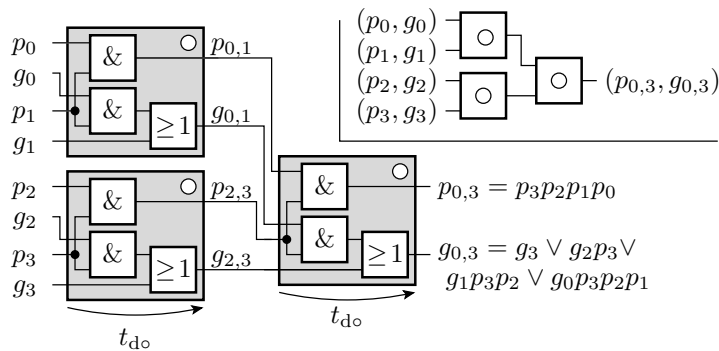 p₀
g₀
p₁
g₁
&
&
≥1
p₀,₁
g₀,₁
p₂
g₂
p₃
g₃
&
&
≥1
p₂,₃
g₂,₃
&
&
≥1
p₀,₃ = p₃p₂p₁p₀
g₀,₃ = g₃ ∨ g₂p₃∨
g₁p₃p₂ ∨ g₀p₃p₂p₁
t_d∘
t_d∘
(p₀, g₀)
(p₁, g₁)
(p₂, g₂)
(p₃, g₃)
(p₀,₃, g₀,₃)